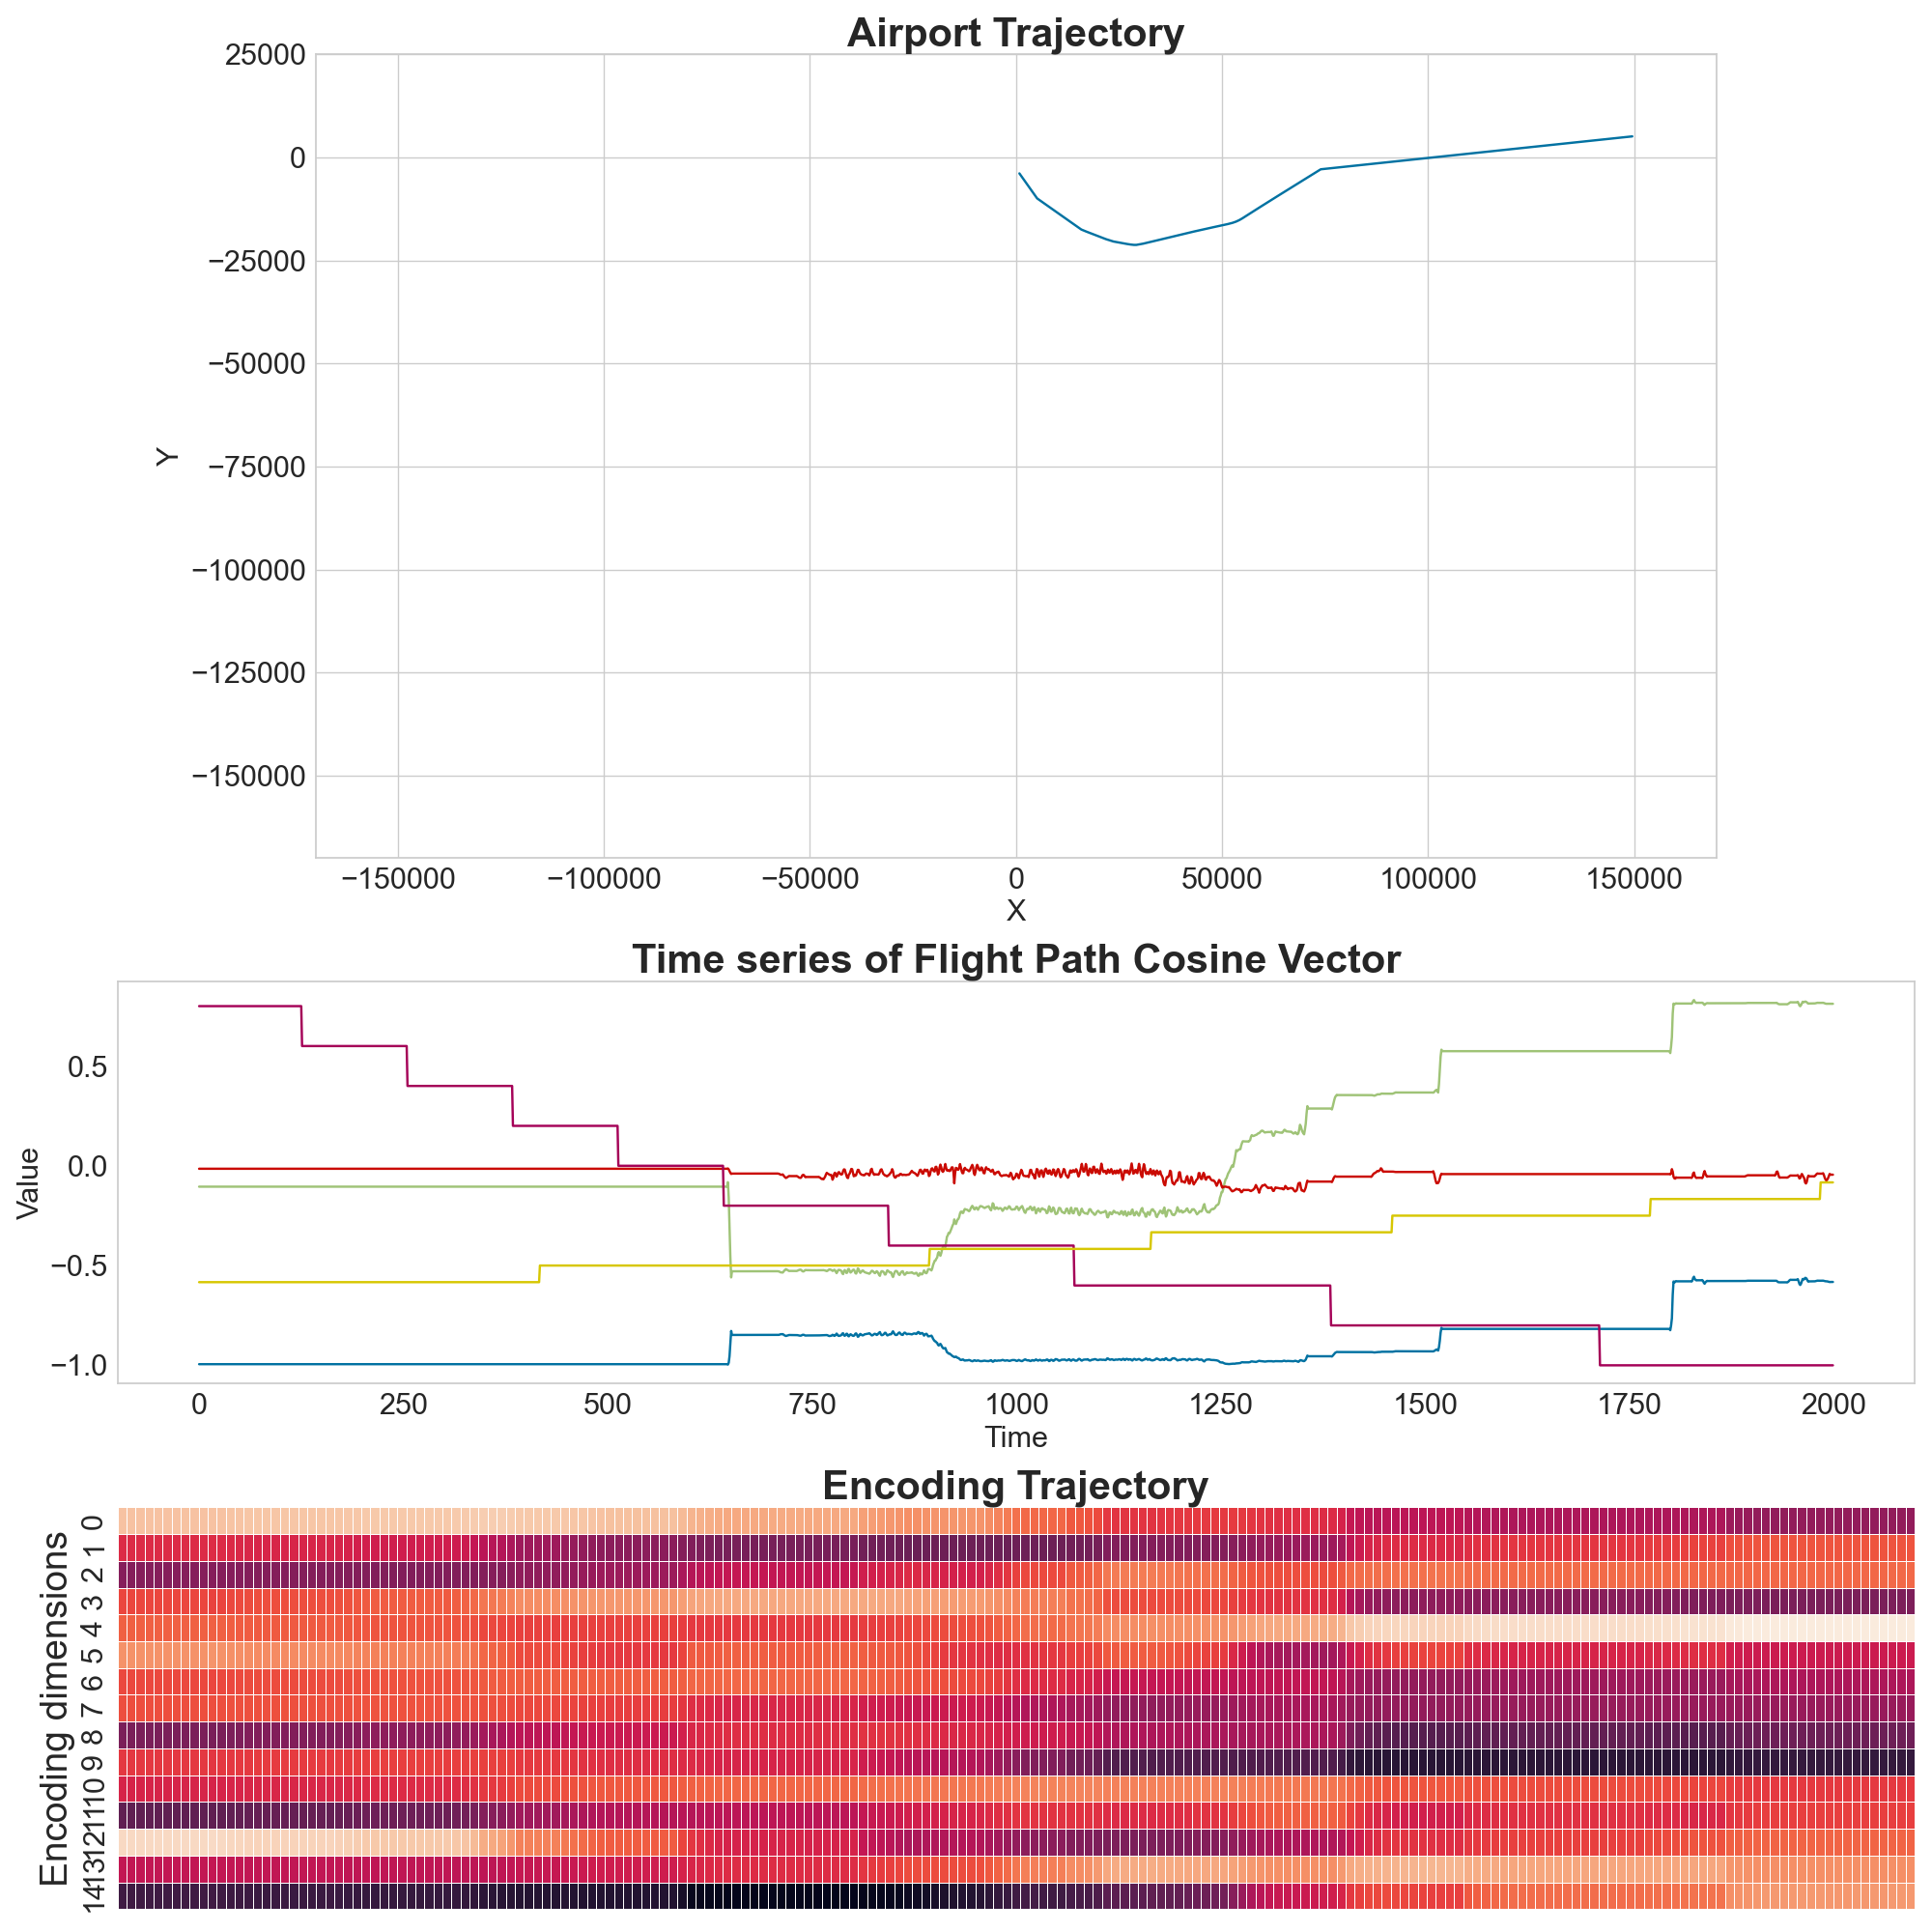 Airport Trajectory
25000
0
−25000
−50000
−75000
−100000
−125000
−150000
Y
−150000 −100000 −50000 0 50000 100000 150000
X
Time series of Flight Path Cosine Vector
0.5
0.0
−0.5
−1.0
Value
0 250 500 750 1000 1250 1500 1750 2000
Time
Encoding Trajectory
Encoding dimensions
0
1
2
3
4
5
6
7
8
9
10
11
12
13
14